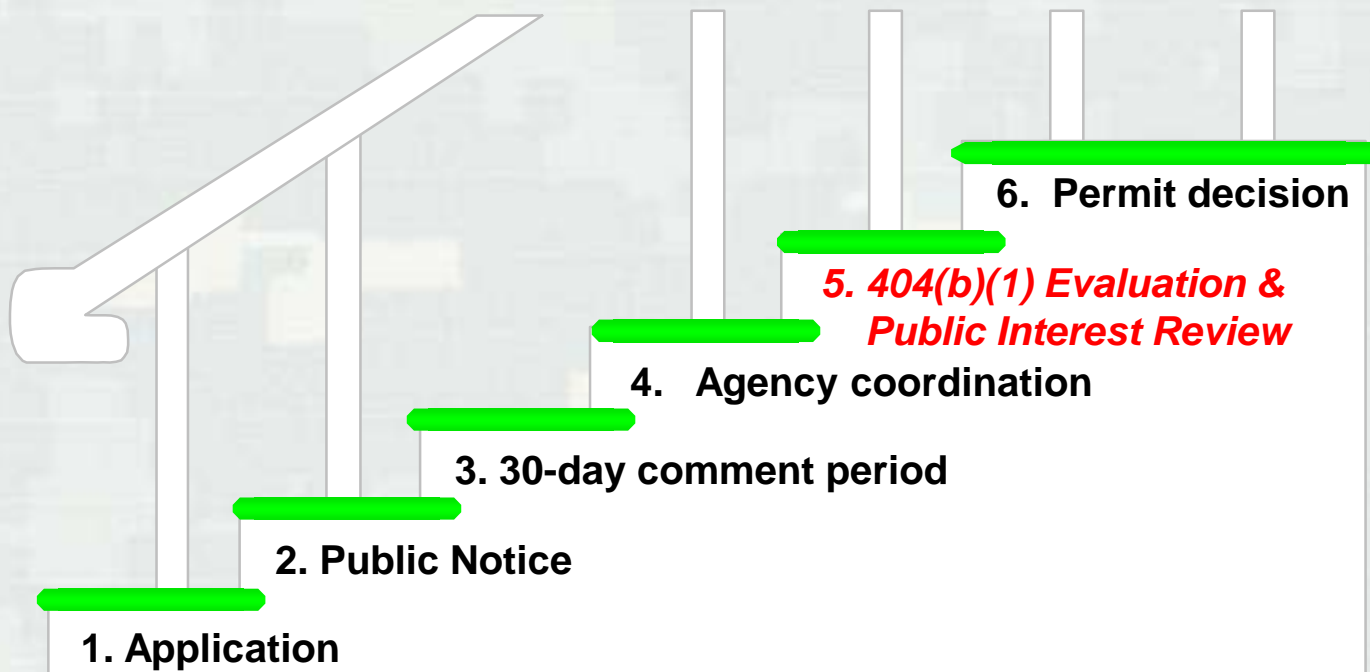 6. Permit decision
5. 404(b)(1) Evaluation &
Public Interest Review
4. Agency coordination
3. 30-day comment period
2. Public Notice
1. Application